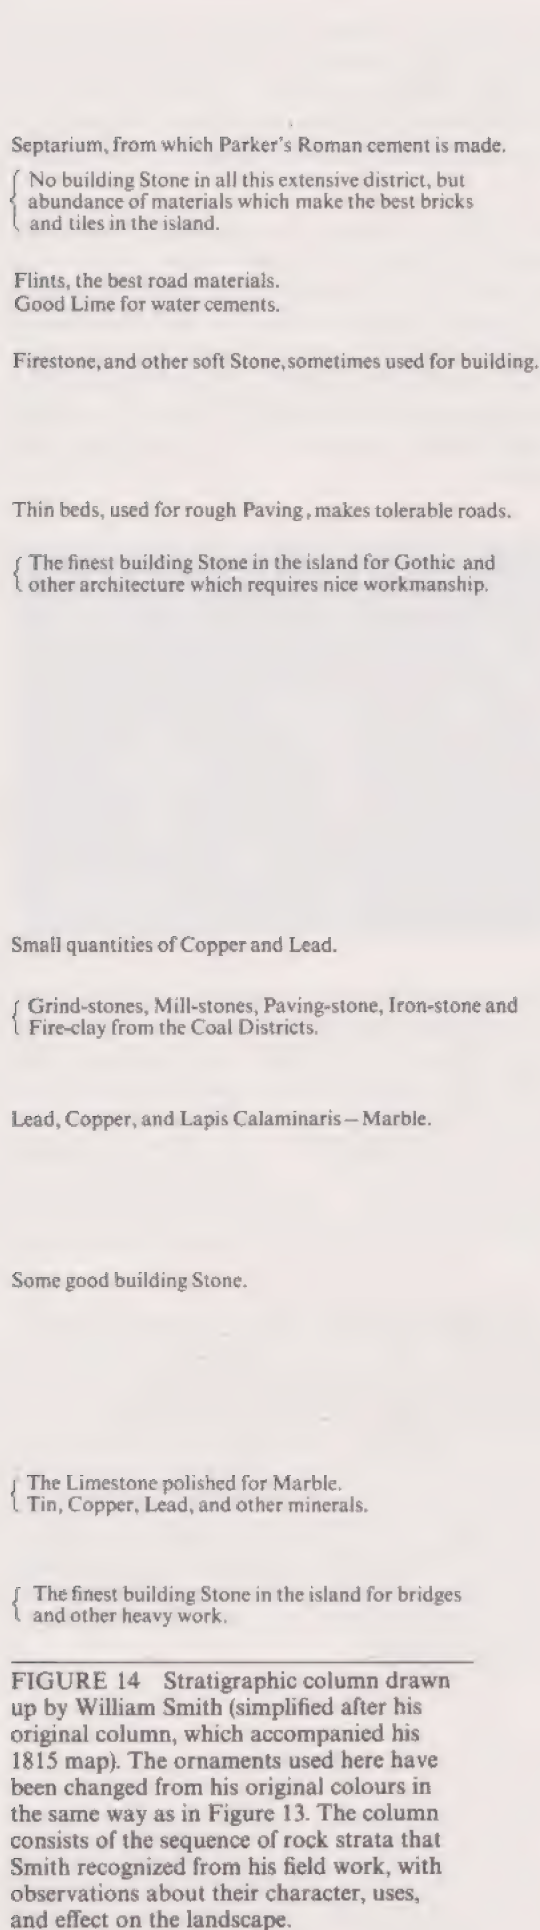 Septarium, from which Parker's Roman cement is made.
No building Stone in all this extensive district, but
abundance of materials which make the best bricks
and tiles in the island.
Flints, the best road materials.
Good Lime for water cements.
Firestone, and other soft Stone, sometimes used for building.
Thin beds, used for rough Paving, makes tolerable roads.
The finest building Stone in the island for Gothic and
other architecture which requires nice workmanship.
Small quantities of Copper and Lead.
Grind-stones, Mill-stones, Paving-stone, Iron-stone and
Fire-clay from the Coal Districts.
Lead, Copper, and Lapis Calaminaris – Marble.
Some good building Stone.
The Limestone polished for Marble.
Tin, Copper, Lead, and other minerals.
The finest building Stone in the island for bridges
and other heavy work.
FIGURE 14 Stratigraphic column drawn
up by William Smith (simplified after his
original column, which accompanied his
1815 map). The ornaments used here have
been changed from his original colours in
the same way as in Figure 13. The column
consists of the sequence of rock strata that
Smith recognized from his field work, with
observations about their character, uses,
and effect on the landscape.